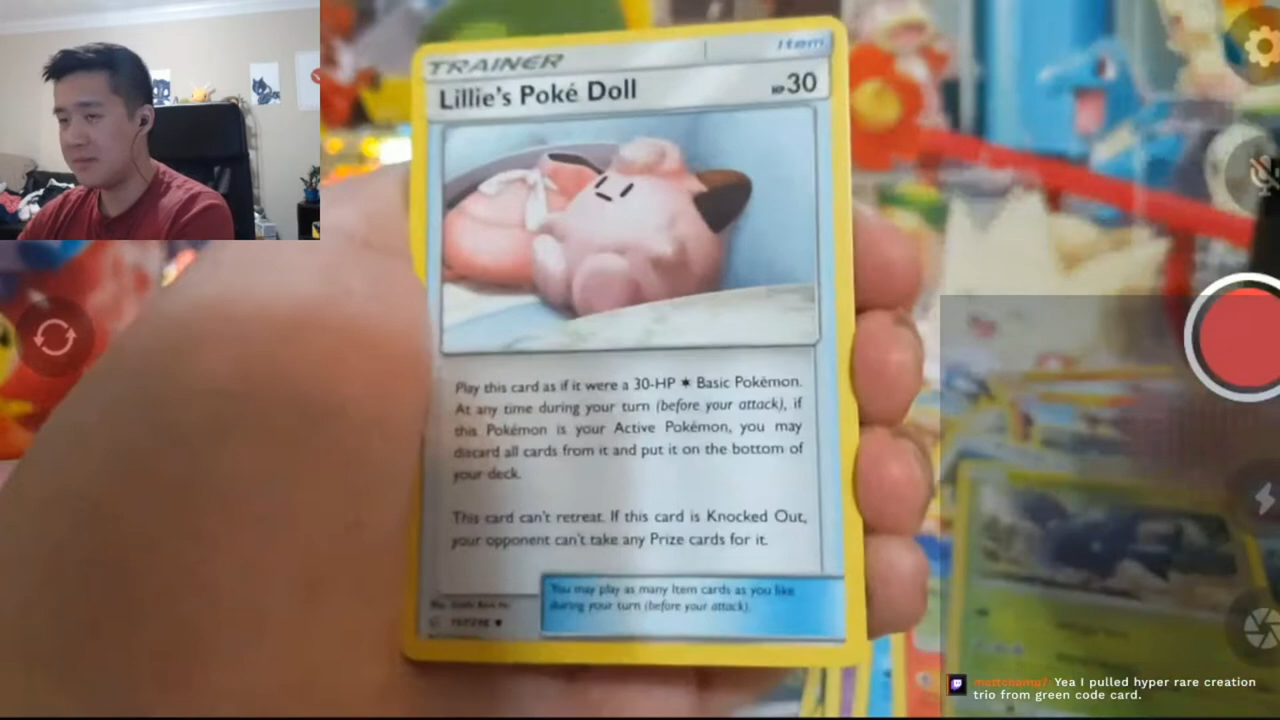 TRAINER
Item
Lillie's Poké Doll
HP 30
Play this card as if it were a 30-HP Basic Pokémon.
At any time during your turn (before your attack), if
this Pokémon is your Active Pokémon, you may
discard all cards from it and put it on the bottom of
your deck.
This card can't retreat. If this card is Knocked Out,
your opponent can't take any Prize cards for it.
You may play as many Item cards as you like
during your turn (before your attack).
Yea I pulled hyper rare creation
trio from green code card.